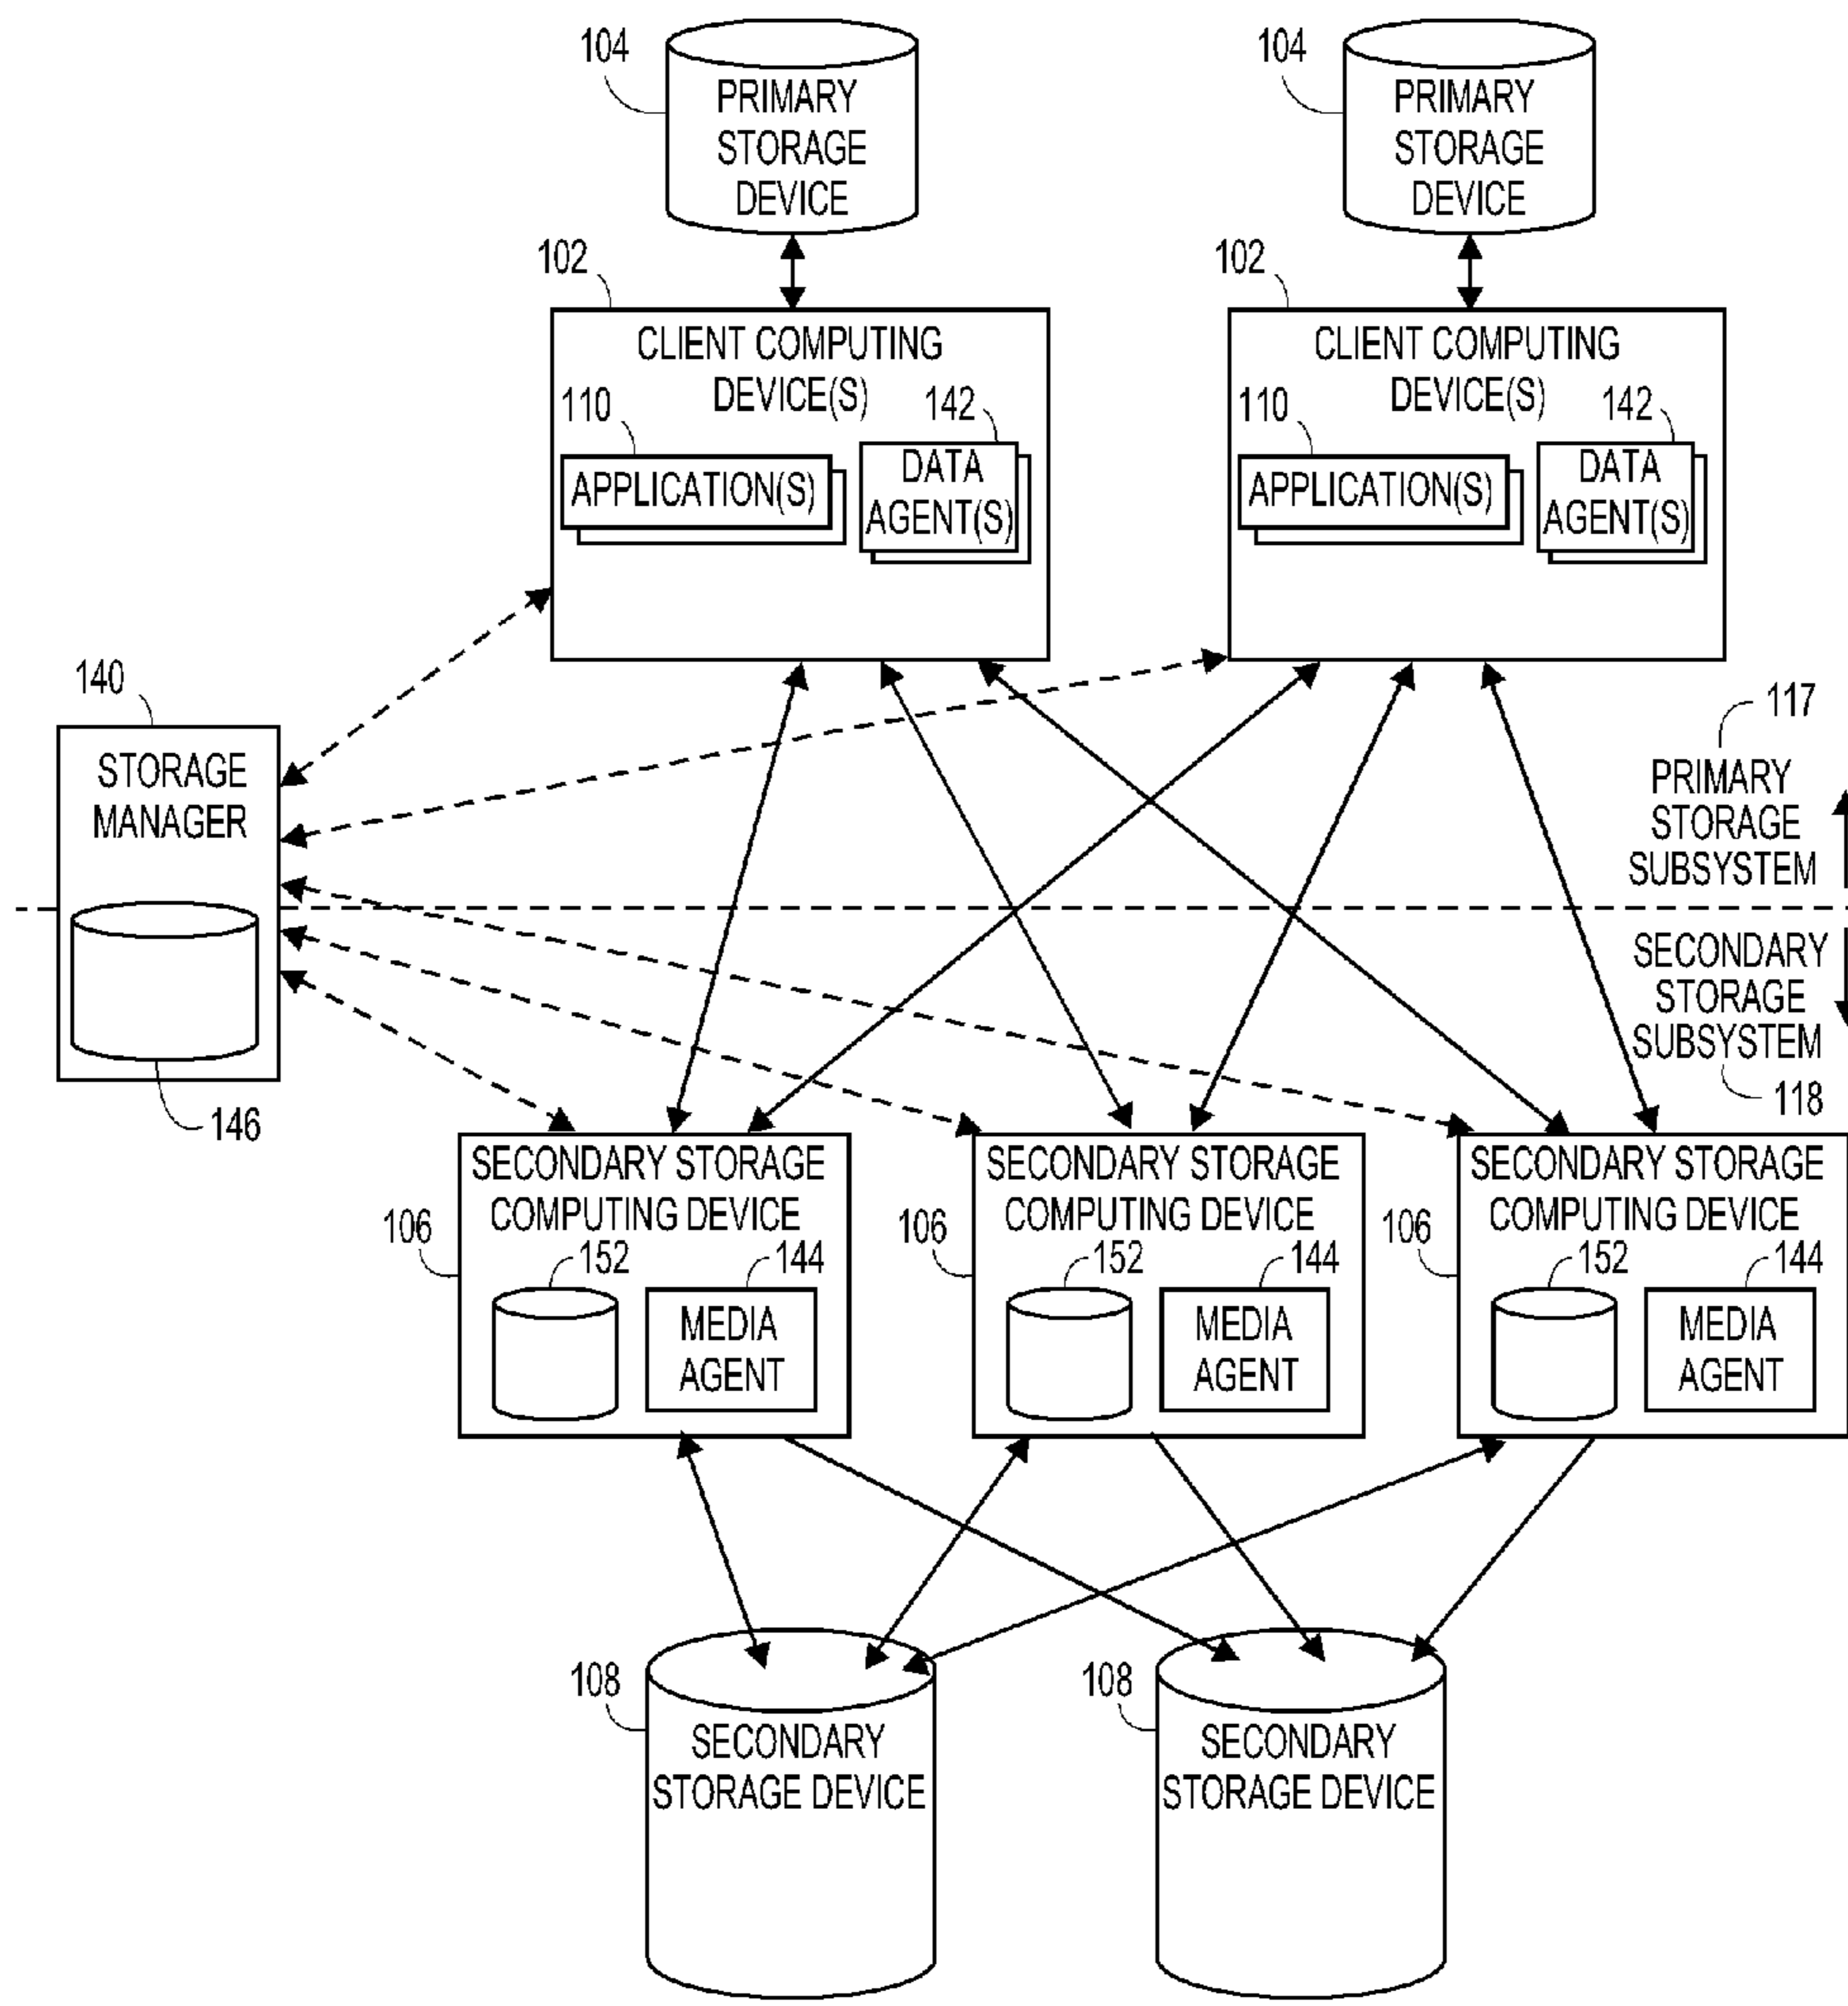 104
PRIMARY
STORAGE
DEVICE
104
PRIMARY
STORAGE
DEVICE
102
CLIENT COMPUTING
DEVICE(S)
110
APPLICATION(S)
142
DATA
AGENT(S)
102
CLIENT COMPUTING
DEVICE(S)
110
APPLICATION(S)
142
DATA
AGENT(S)
140
STORAGE
MANAGER
146
117
PRIMARY
STORAGE
SUBSYSTEM
SECONDARY
STORAGE
SUBSYSTEM
118
106
SECONDARY STORAGE
COMPUTING DEVICE
152
144
MEDIA
AGENT
106
SECONDARY STORAGE
COMPUTING DEVICE
152
144
MEDIA
AGENT
106
SECONDARY STORAGE
COMPUTING DEVICE
152
144
MEDIA
AGENT
108
SECONDARY
STORAGE DEVICE
108
SECONDARY
STORAGE DEVICE